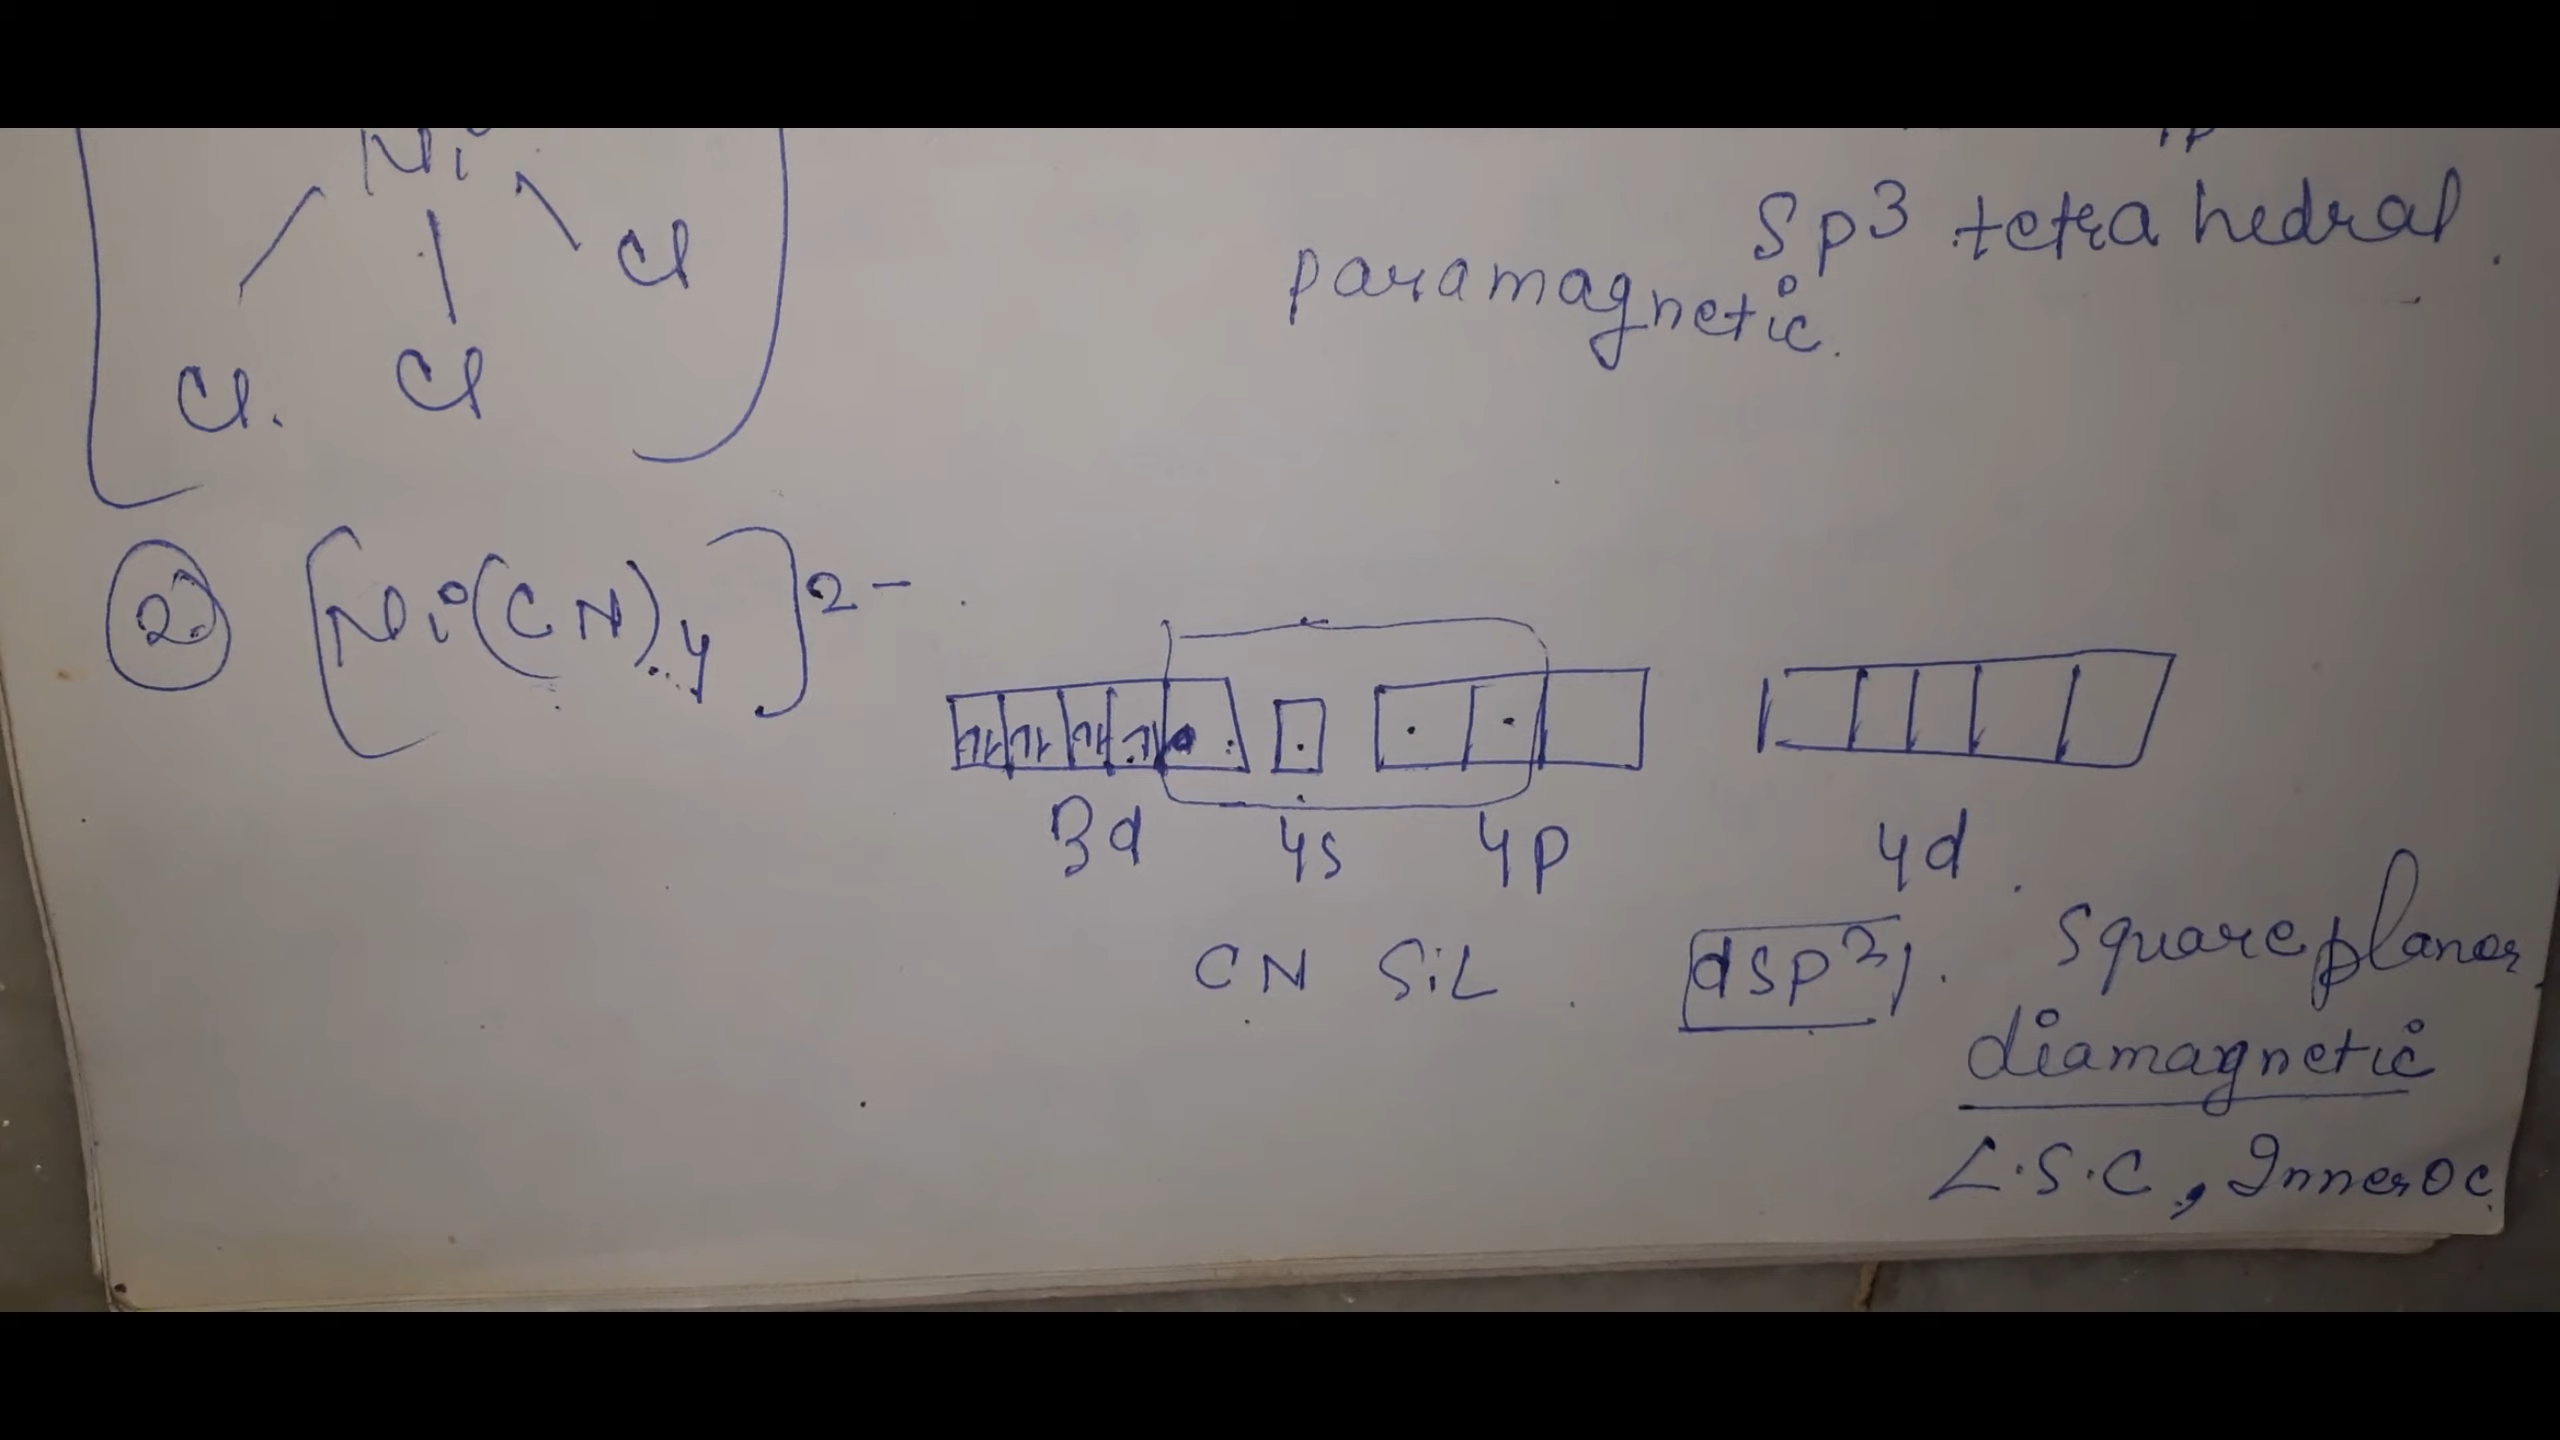 Ni
Cl
Cl. Cl
sp3 tetrahedral.
paramagnetic.
2. [Ni(CN)4]2-
3d 4s 4p 4d
CN SiL dsp2. Squareplanar
diamagnetic
L.S.C, Inner O C